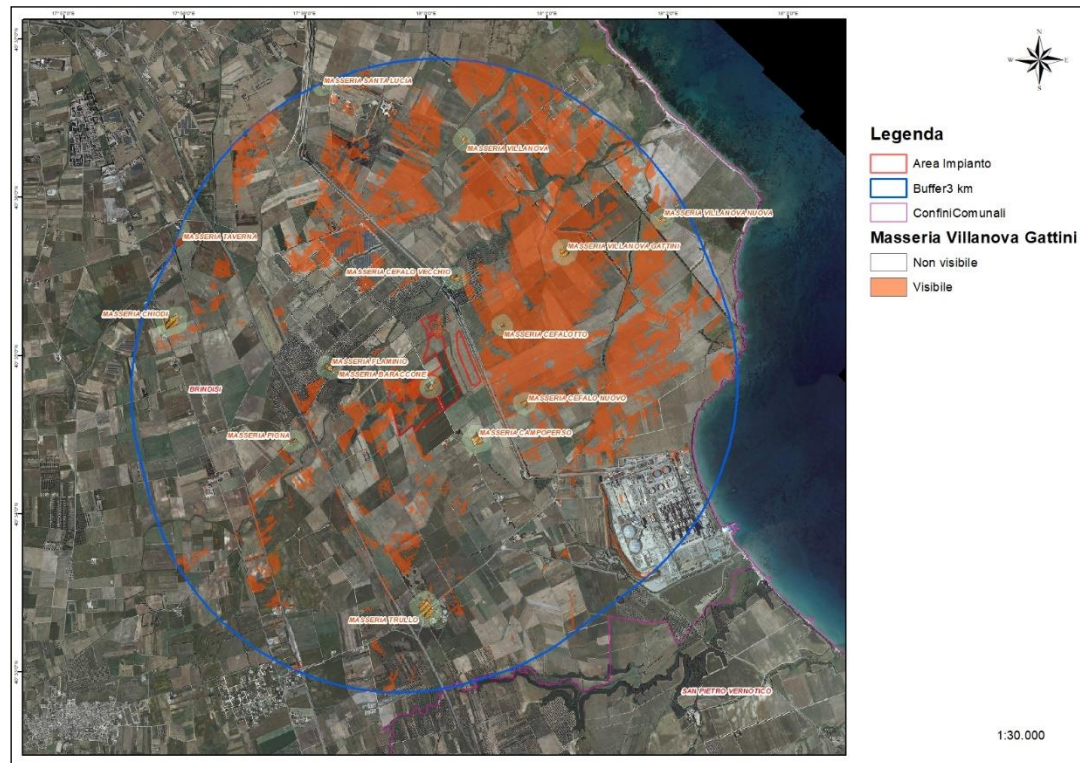 N
W E
S
MASSERIA SANTA LUCIA
MASSERIA VILLANOVA
MASSERIA VILLANOVA NUOVA
MASSERIA TAVERNA
MASSERIA VILLANOVA GATTINI
MASSERIA CEFALO VECCHIO
MASSERIA CHIODI
MASSERIA CEFALOTTO
MASSERIA FLAMINIO
MASSERIA BARACCONE
BRINDISI
MASSERIA CEFALO NUOVO
MASSERIA PIGNA
MASSERIA CAMPOPERSO
MASSERIA TRULLO
SAN PIETRO VERNOTICO
Legenda
Area Impianto
Buffer3 km
ConfiniComunali
Masseria Villanova Gattini
Non visibile
Visibile
1:30.000